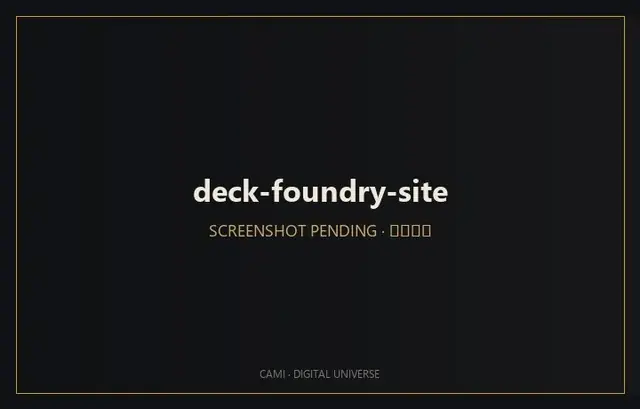 deck-foundry-site
SCREENSHOT PENDING ·
CAMI · DIGITAL UNIVERSE